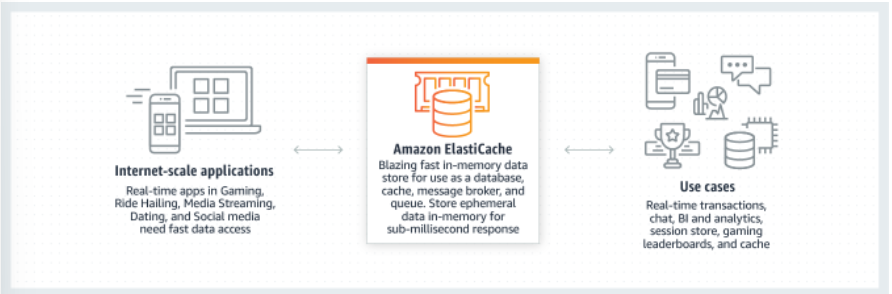 Internet-scale applications
Real-time apps in Gaming,
Ride Hailing, Media Streaming,
Dating, and Social media
need fast data access
Amazon ElastiCache
Blazing fast in-memory data
store for use as a database,
cache, message broker, and
queue. Store ephemeral
data in-memory for
sub-millisecond response
Use cases
Real-time transactions,
chat, BI and analytics,
session store, gaming
leaderboards, and cache